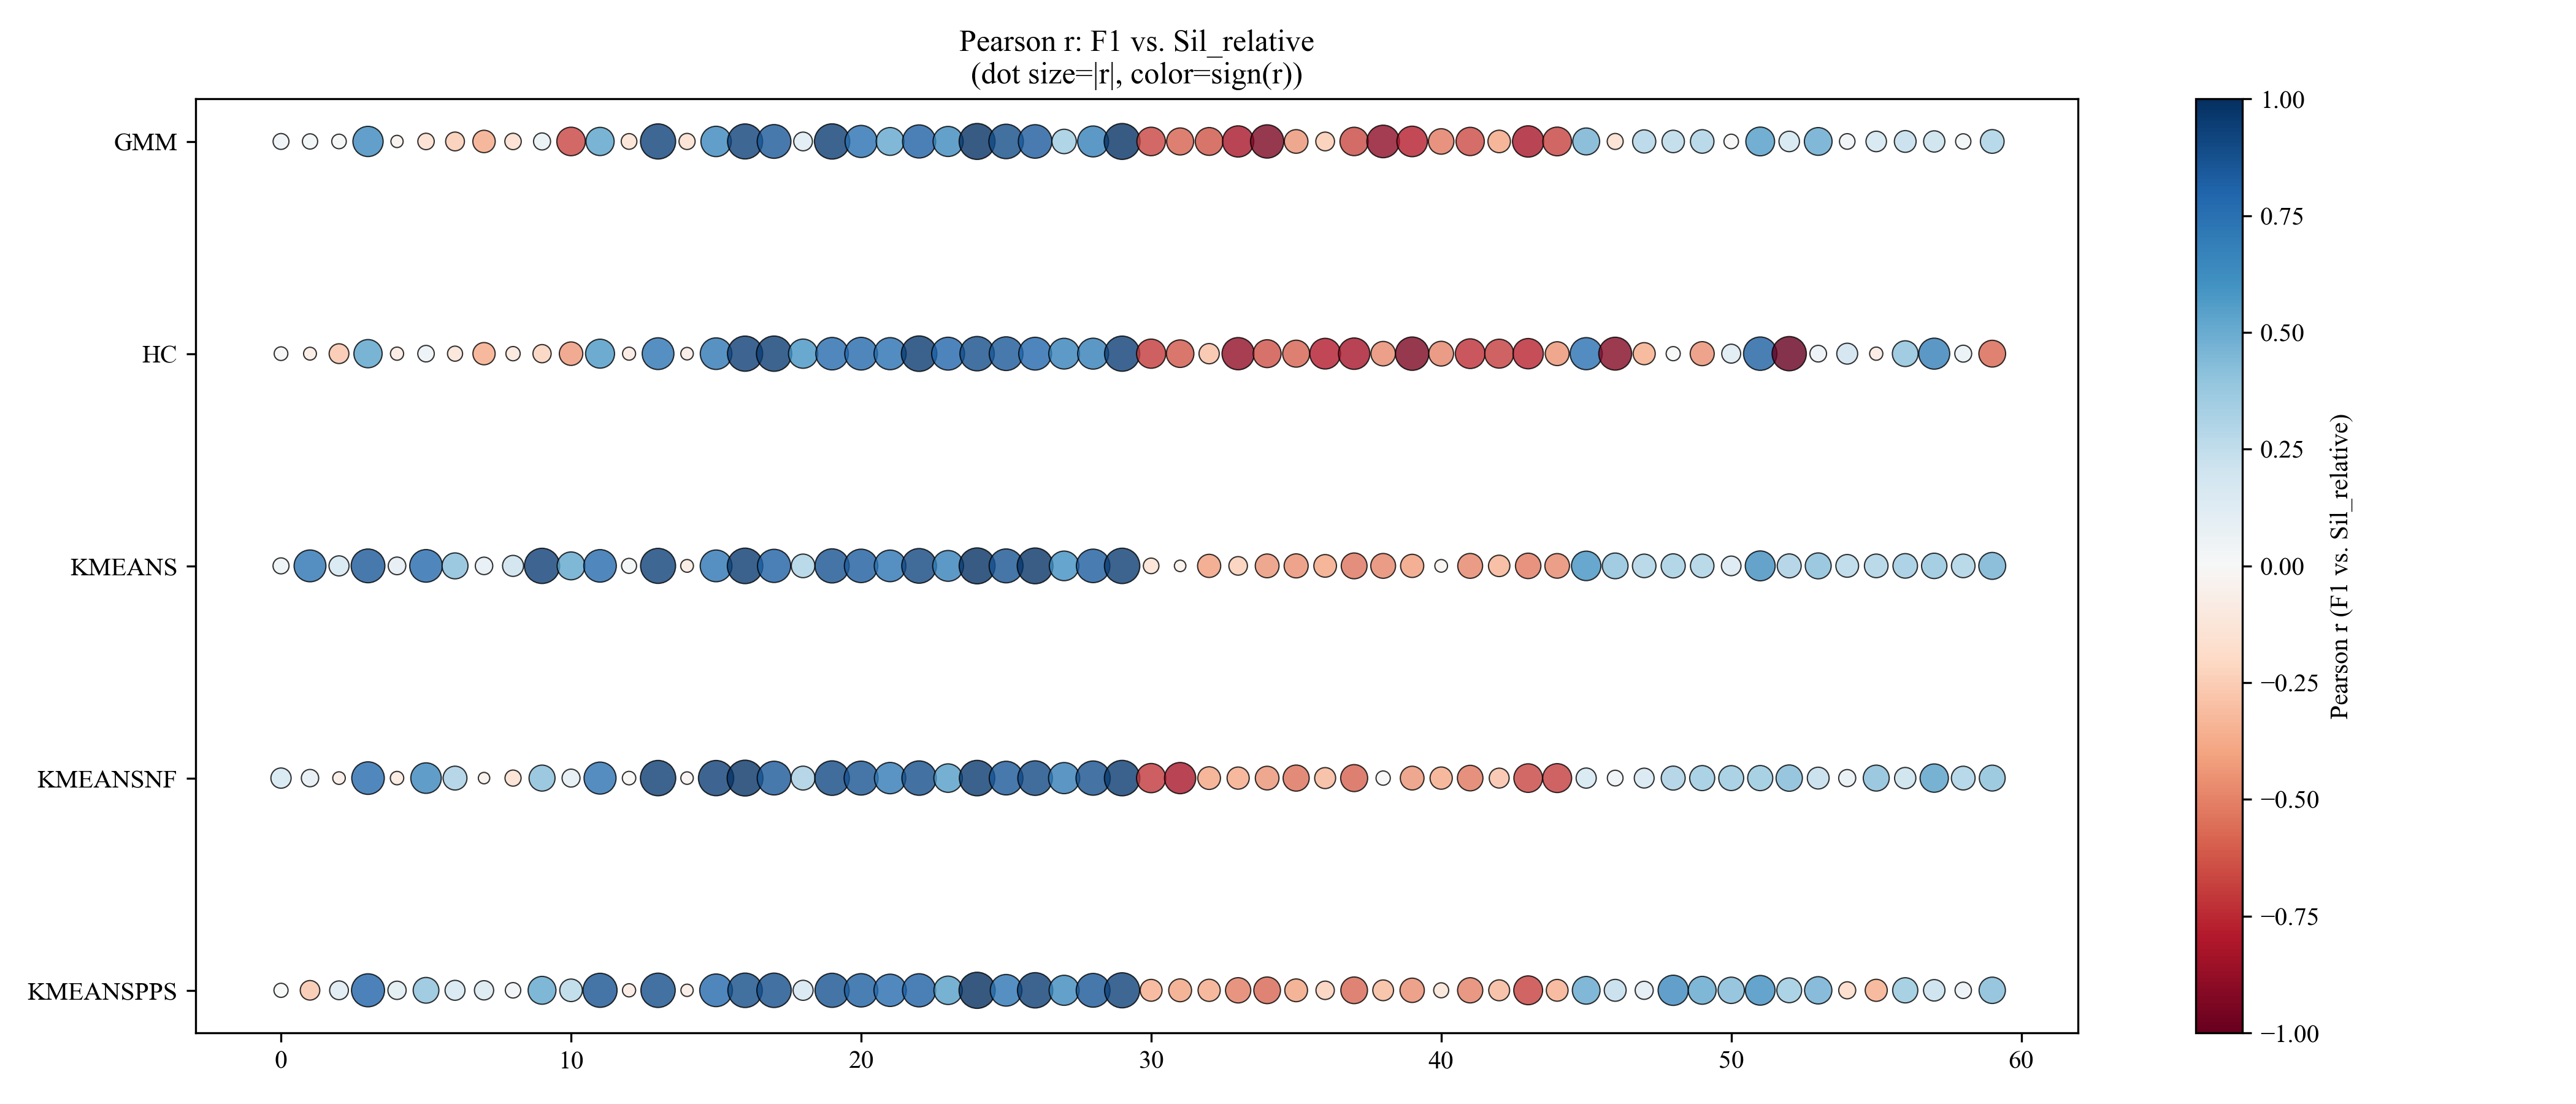 Pearson r: F1 vs. Sil_relative
(dot size=|r|, color=sign(r))
GMM
HC
KMEANS
KMEANSNF
KMEANSPPS
0 10 20 30 40 50 60
1.00
0.75
0.50
0.25
0.00
−0.25
−0.50
−0.75
−1.00
Pearson r (F1 vs. Sil_relative)